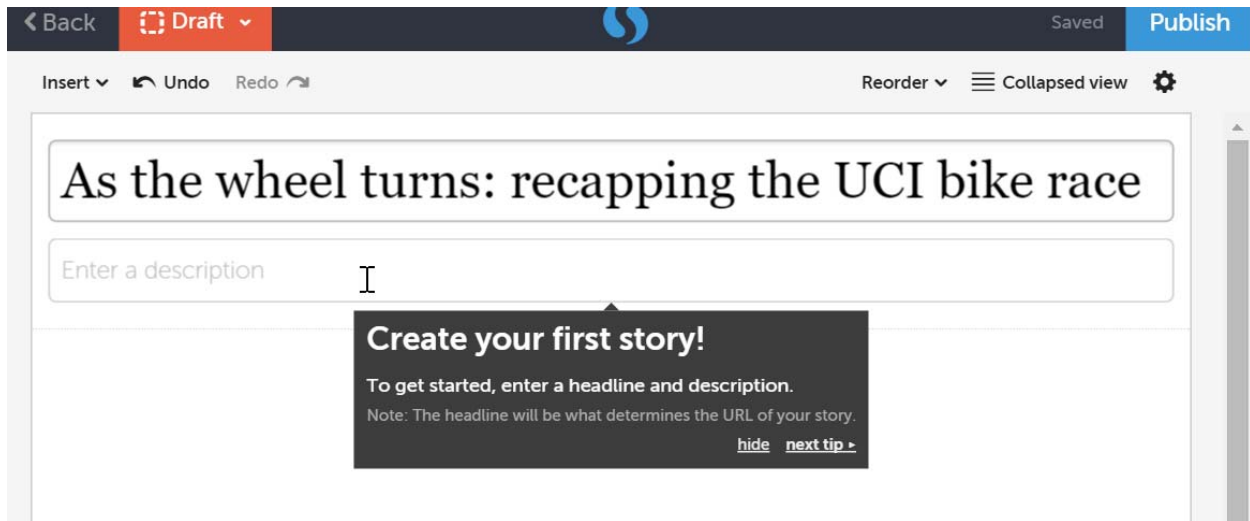 Back Draft Saved Publish
Insert Undo Redo Reorder Collapsed view
As the wheel turns: recapping the UCI bike race
Enter a description
Create your first story!
To get started, enter a headline and description.
Note: The headline will be what determines the URL of your story.
hide next tip